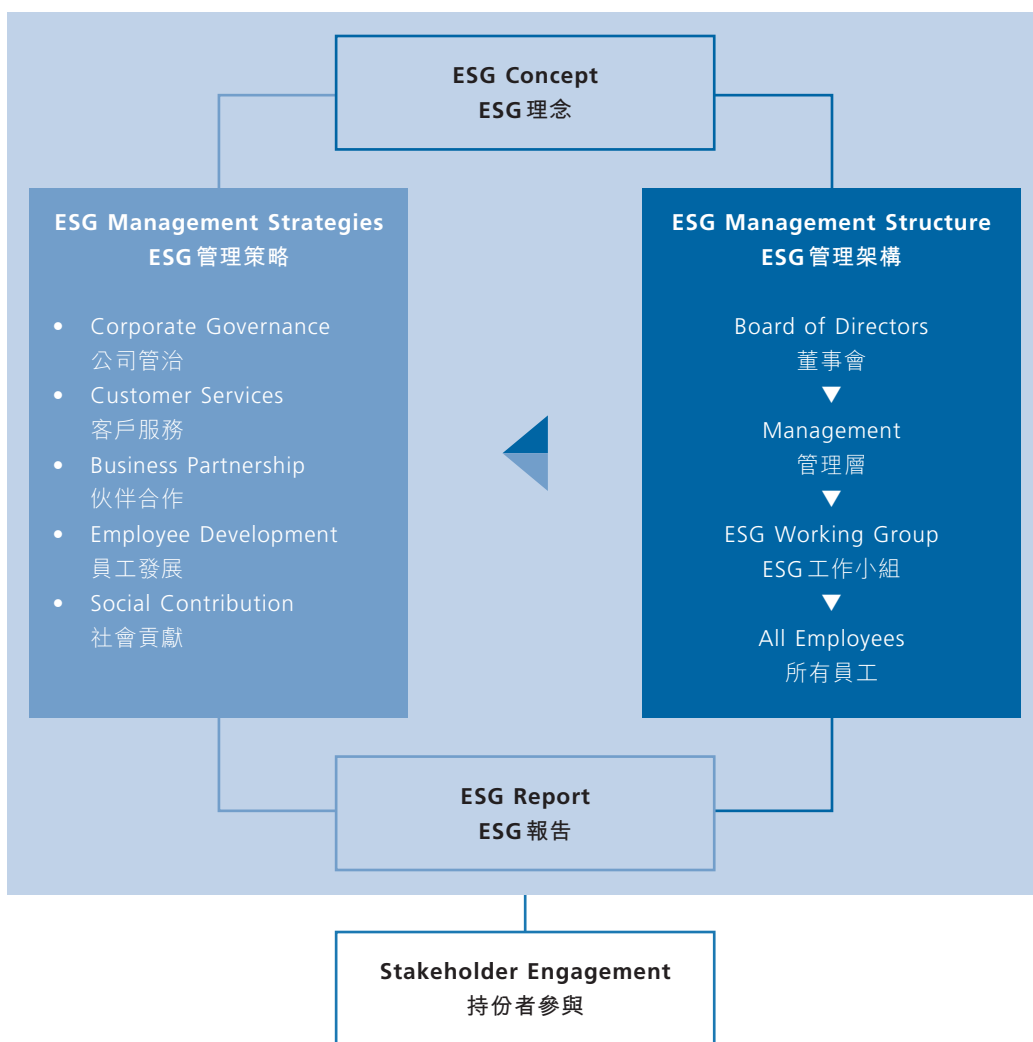 ESG Concept
ESG理念
ESG Management Strategies
ESG管理策略
• Corporate Governance
公司管治
• Customer Services
客戶服務
• Business Partnership
伙伴合作
• Employee Development
員工發展
• Social Contribution
社會貢獻
ESG Management Structure
ESG管理架構
Board of Directors
董事會
▼
Management
管理層
▼
ESG Working Group
ESG工作小組
▼
All Employees
所有員工
ESG Report
ESG報告
Stakeholder Engagement
持份者參與